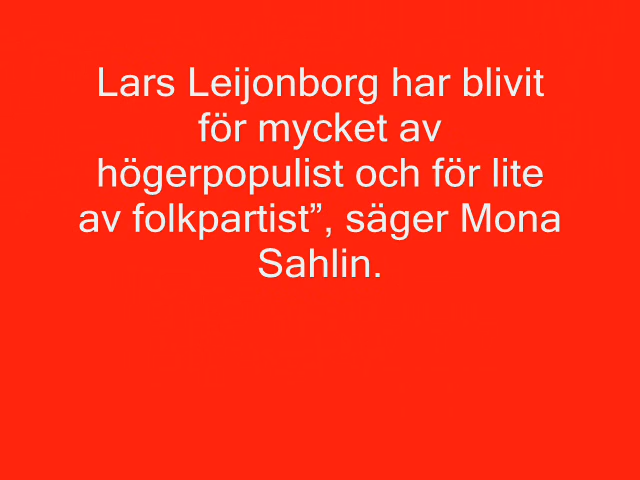 Lars Leijonborg har blivit
för mycket av
högerpopulist och för lite
av folkpartist”, säger Mona
Sahlin.